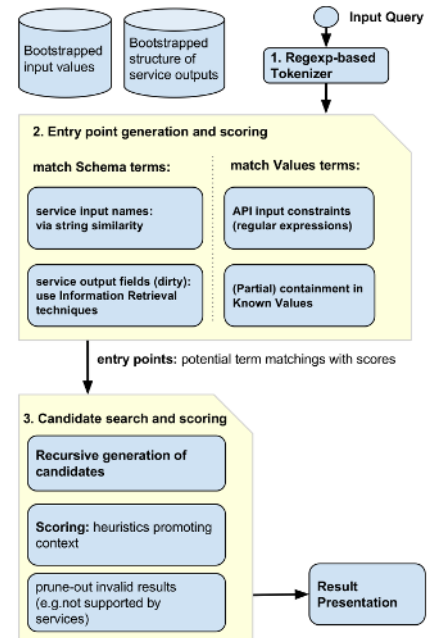 Bootstrapped
input values
Bootstrapped
structure of
service outputs
Input Query
1. Regexp-based
Tokenizer
2. Entry point generation and scoring
match Schema terms:
match Values terms:
service input names:
via string similarity
API input constraints
(regular expressions)
service output fields (dirty):
use Information Retrieval
techniques
(Partial) containment in
Known Values
entry points: potential term matchings with scores
3. Candidate search and scoring
Recursive generation of
candidates
Scoring: heuristics promoting
context
prune-out invalid results
(e.g.not supported by
services)
Result
Presentation